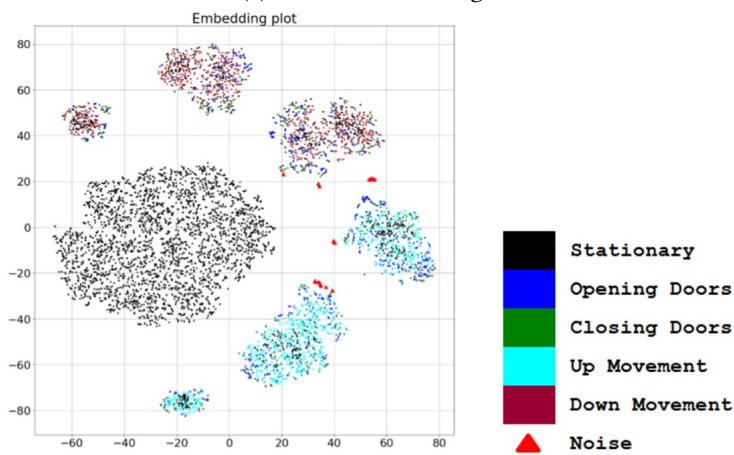 Embedding plot
80
60
40
20
0
−20
−40
−60
−80
−60 −40 −20 0 20 40 60 80
Stationary
Opening Doors
Closing Doors
Up Movement
Down Movement
Noise